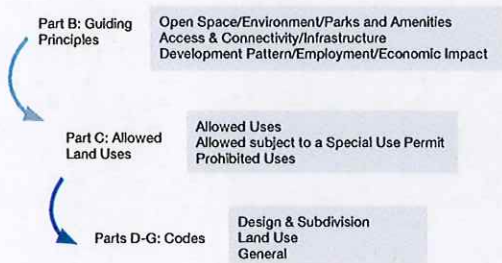 Part B: Guiding
Principles
Open Space/Environment/Parks and Amenities
Access & Connectivity/Infrastructure
Development Pattern/Employment/Economic Impact
Part C: Allowed
Land Uses
Allowed Uses
Allowed subject to a Special Use Permit
Prohibited Uses
Parts D-G: Codes
Design & Subdivision
Land Use
General